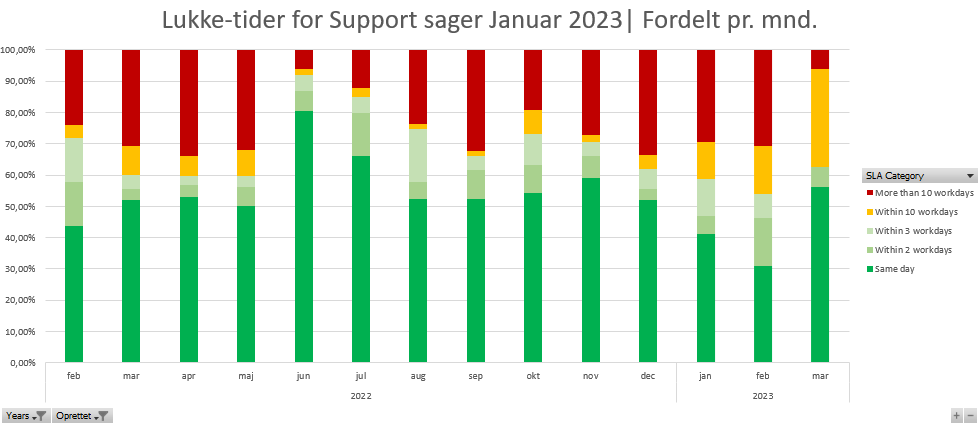 Lukke-tider for Support sager Januar 2023| Fordelt pr. mnd.
100,00%
90,00%
80,00%
70,00%
60,00%
50,00%
40,00%
30,00%
20,00%
10,00%
0,00%
feb mar apr maj jun jul aug sep okt nov dec jan feb mar
2022 2023
SLA Category
More than 10 workdays
Within 10 workdays
Within 3 workdays
Within 2 workdays
Same day
Years Oprettet
+ −